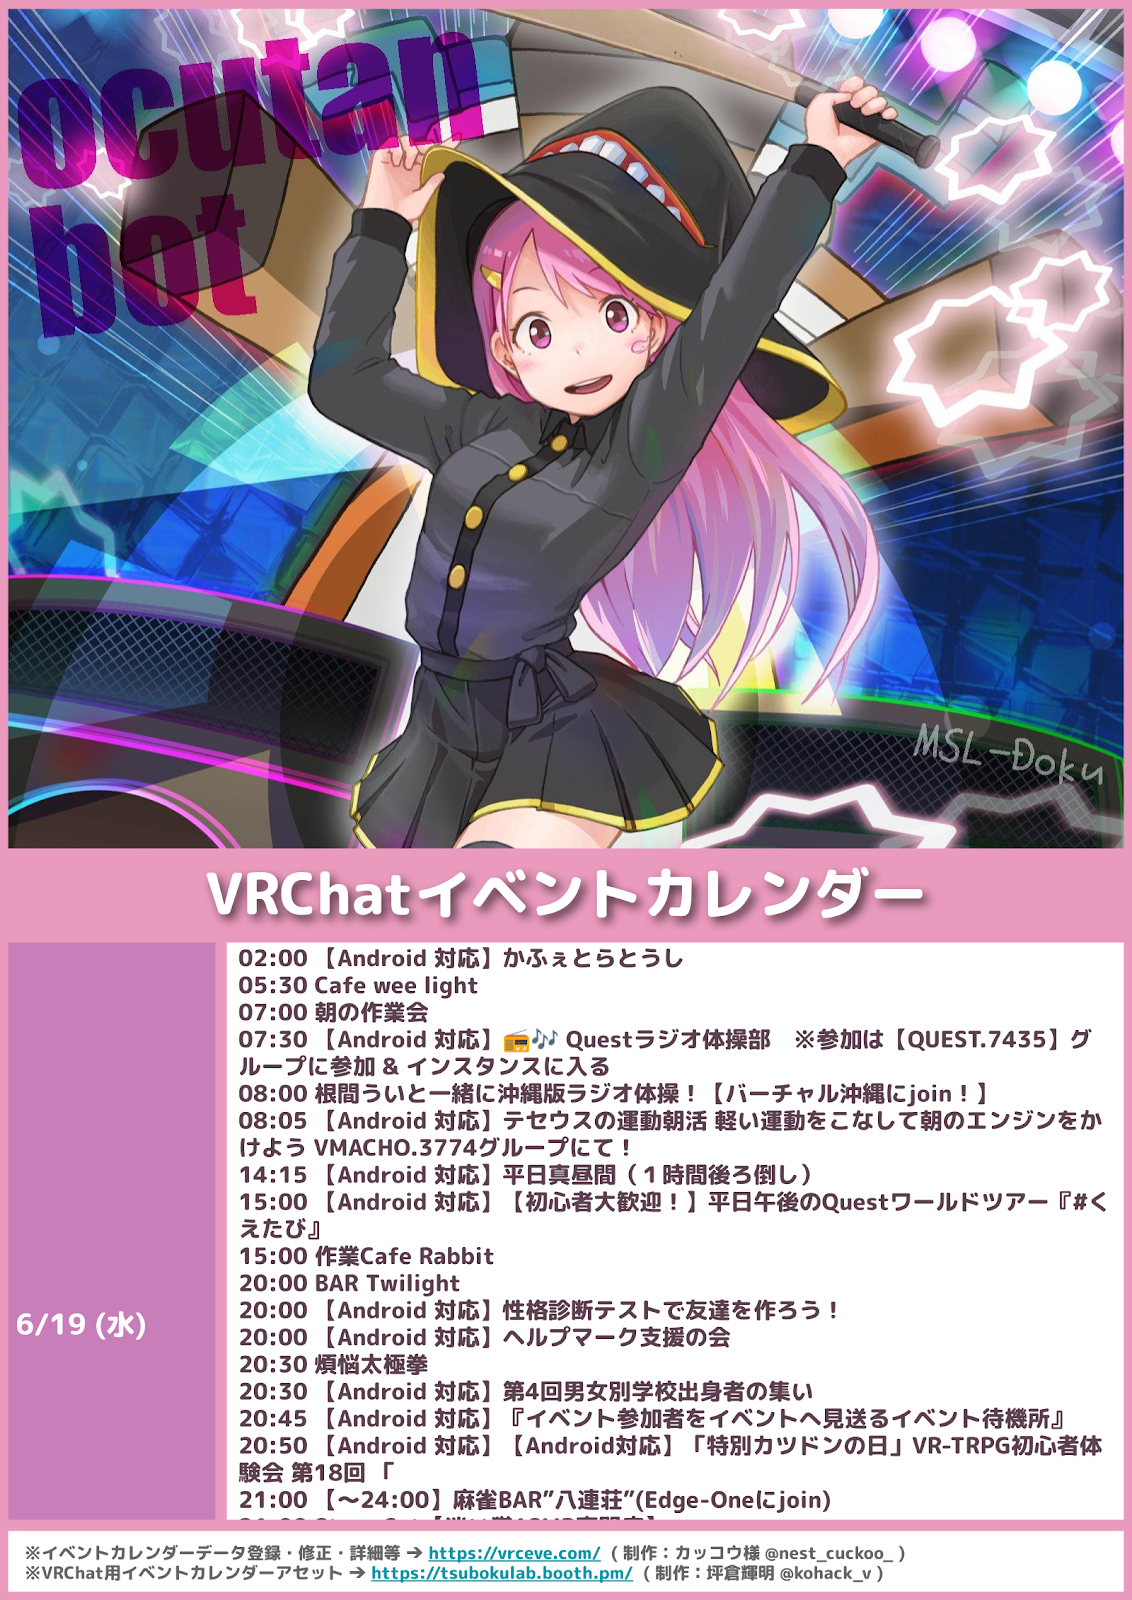 ocutan
bot
MSL-Doku
VRChatイベントカレンダー
6/19 (水)
02:00 【Android 対応】かふぇとらとうし
05:30 Cafe wee light
07:00 朝の作業会
07:30 【Android 対応】📻🎶 Questラジオ体操部　※参加は【QUEST.7435】グ
ループに参加 & インスタンスに入る
08:00 根間ういと一緒に沖縄版ラジオ体操！【バーチャル沖縄にjoin！】
08:05 【Android 対応】テセウスの運動朝活 軽い運動をこなして朝のエンジンをか
けよう VMACHO.3774グループにて！
14:15 【Android 対応】平日真昼間（１時間後ろ倒し）
15:00 【Android 対応】【初心者大歓迎！】平日午後のQuestワールドツアー『#く
えたび』
15:00 作業Cafe Rabbit
20:00 BAR Twilight
20:00 【Android 対応】性格診断テストで友達を作ろう！
20:00 【Android 対応】ヘルプマーク支援の会
20:30 煩悩太極拳
20:30 【Android 対応】第4回男女別学校出身者の集い
20:45 【Android 対応】『イベント参加者をイベントへ見送るイベント待機所』
20:50 【Android 対応】【Android対応】「特別カツドンの日」VR-TRPG初心者体
験会 第18回 「
21:00 【～24:00】麻雀BAR”八連荘”(Edge-Oneにjoin)
※イベントカレンダーデータ登録・修正・詳細等 ➔ https://vrceve.com/ ( 制作：カッコウ様 @nest_cuckoo_ )
※VRChat用イベントカレンダーアセット ➔ https://tsubokulab.booth.pm/ ( 制作：坪倉輝明 @kohack_v )